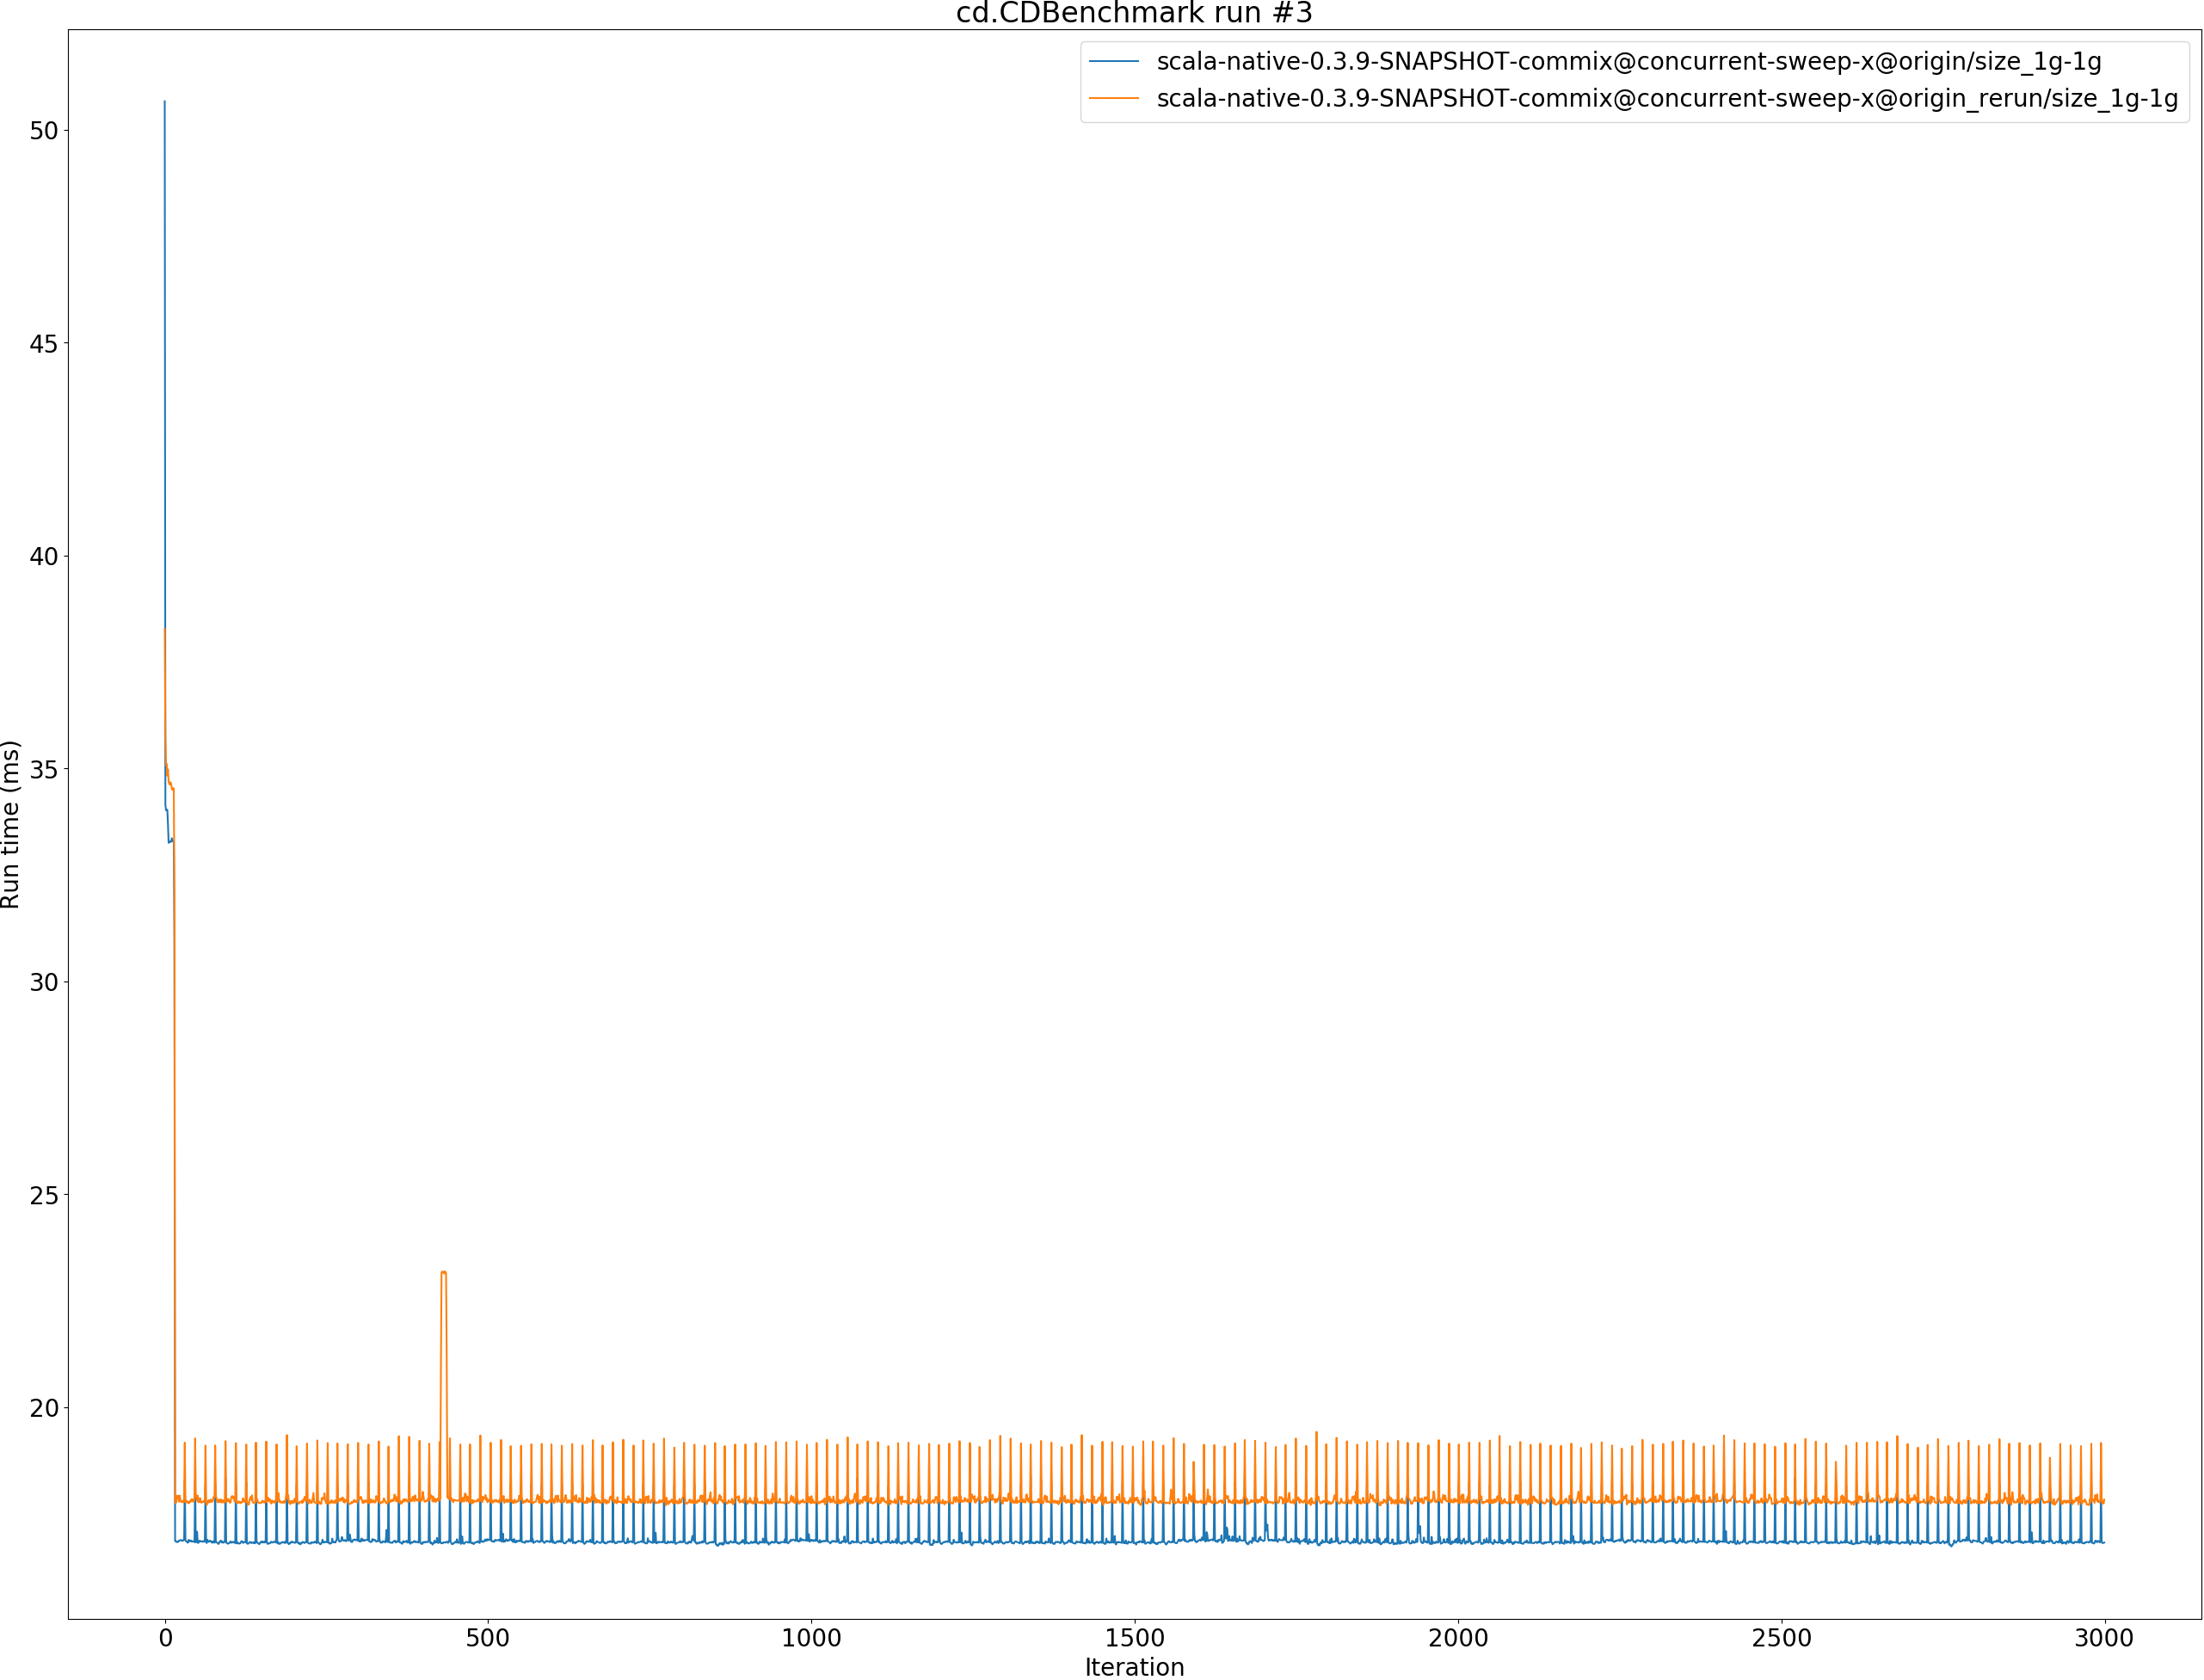 cd.CDBenchmark run #3
scala-native-0.3.9-SNAPSHOT-commix@concurrent-sweep-x@origin/size_1g-1g
scala-native-0.3.9-SNAPSHOT-commix@concurrent-sweep-x@origin_rerun/size_1g-1g
Run time (ms)
50
45
40
35
30
25
20
0
500
1000
1500
2000
2500
3000
Iteration